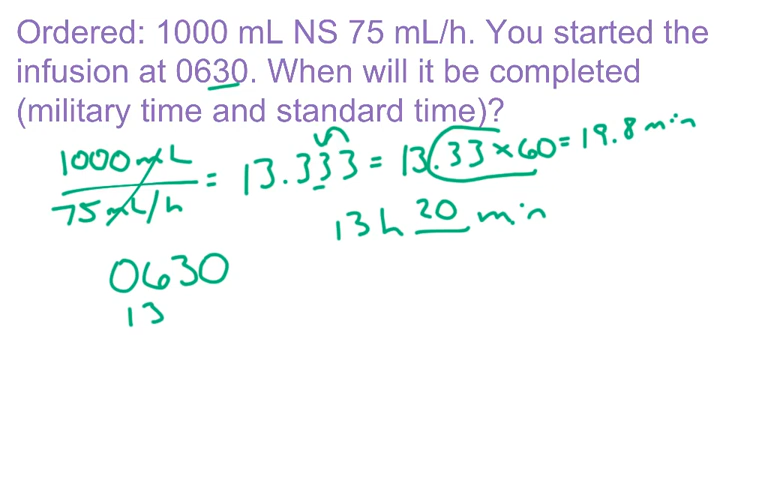 Ordered: 1000 mL NS 75 mL/h. You started the
infusion at 0630. When will it be completed
(military time and standard time)?
1000 mL / 75 mL/h = 13.333 = 13.33 x 60 = 19.8 min
13 h 20 min
0630
13